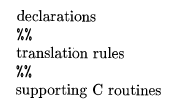 declarations
%%
translation rules
%%
supporting C routines